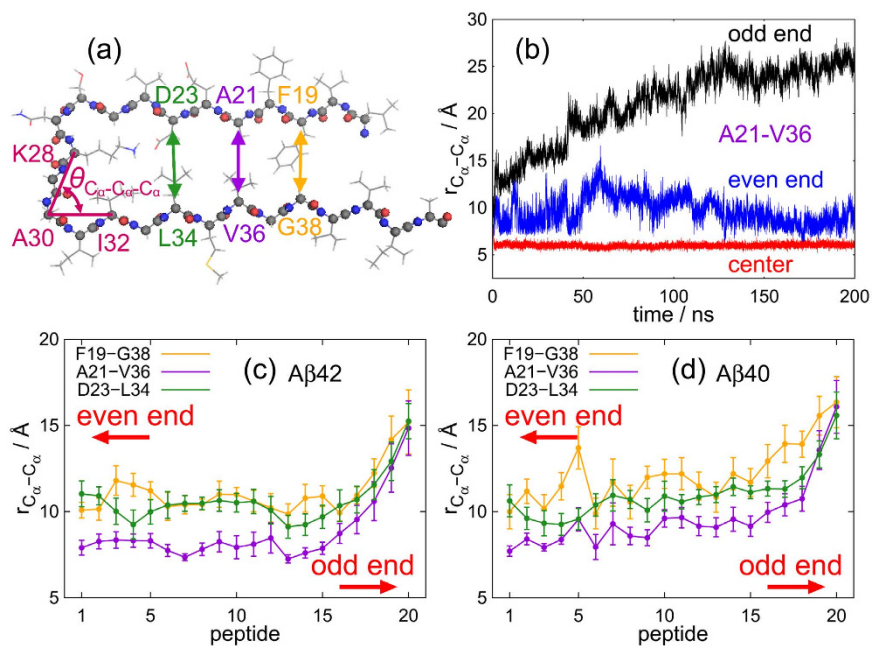 (a)
D23 A21 F19
K28
θCα-Cα-Cα
A30 I32 L34 V36 G38
(b)
rCα-Cα / Å
30
25
20
15
10
5
0
odd end
A21-V36
even end
center
0 50 100 150 200
time / ns
(c)
rCα-Cα / Å
20
15
10
5
F19-G38
A21-V36
D23-L34
Aβ42
even end
odd end
1 5 10 15 20
peptide
(d)
rCα-Cα / Å
20
15
10
5
F19-G38
A21-V36
D23-L34
Aβ40
even end
odd end
1 5 10 15 20
peptide